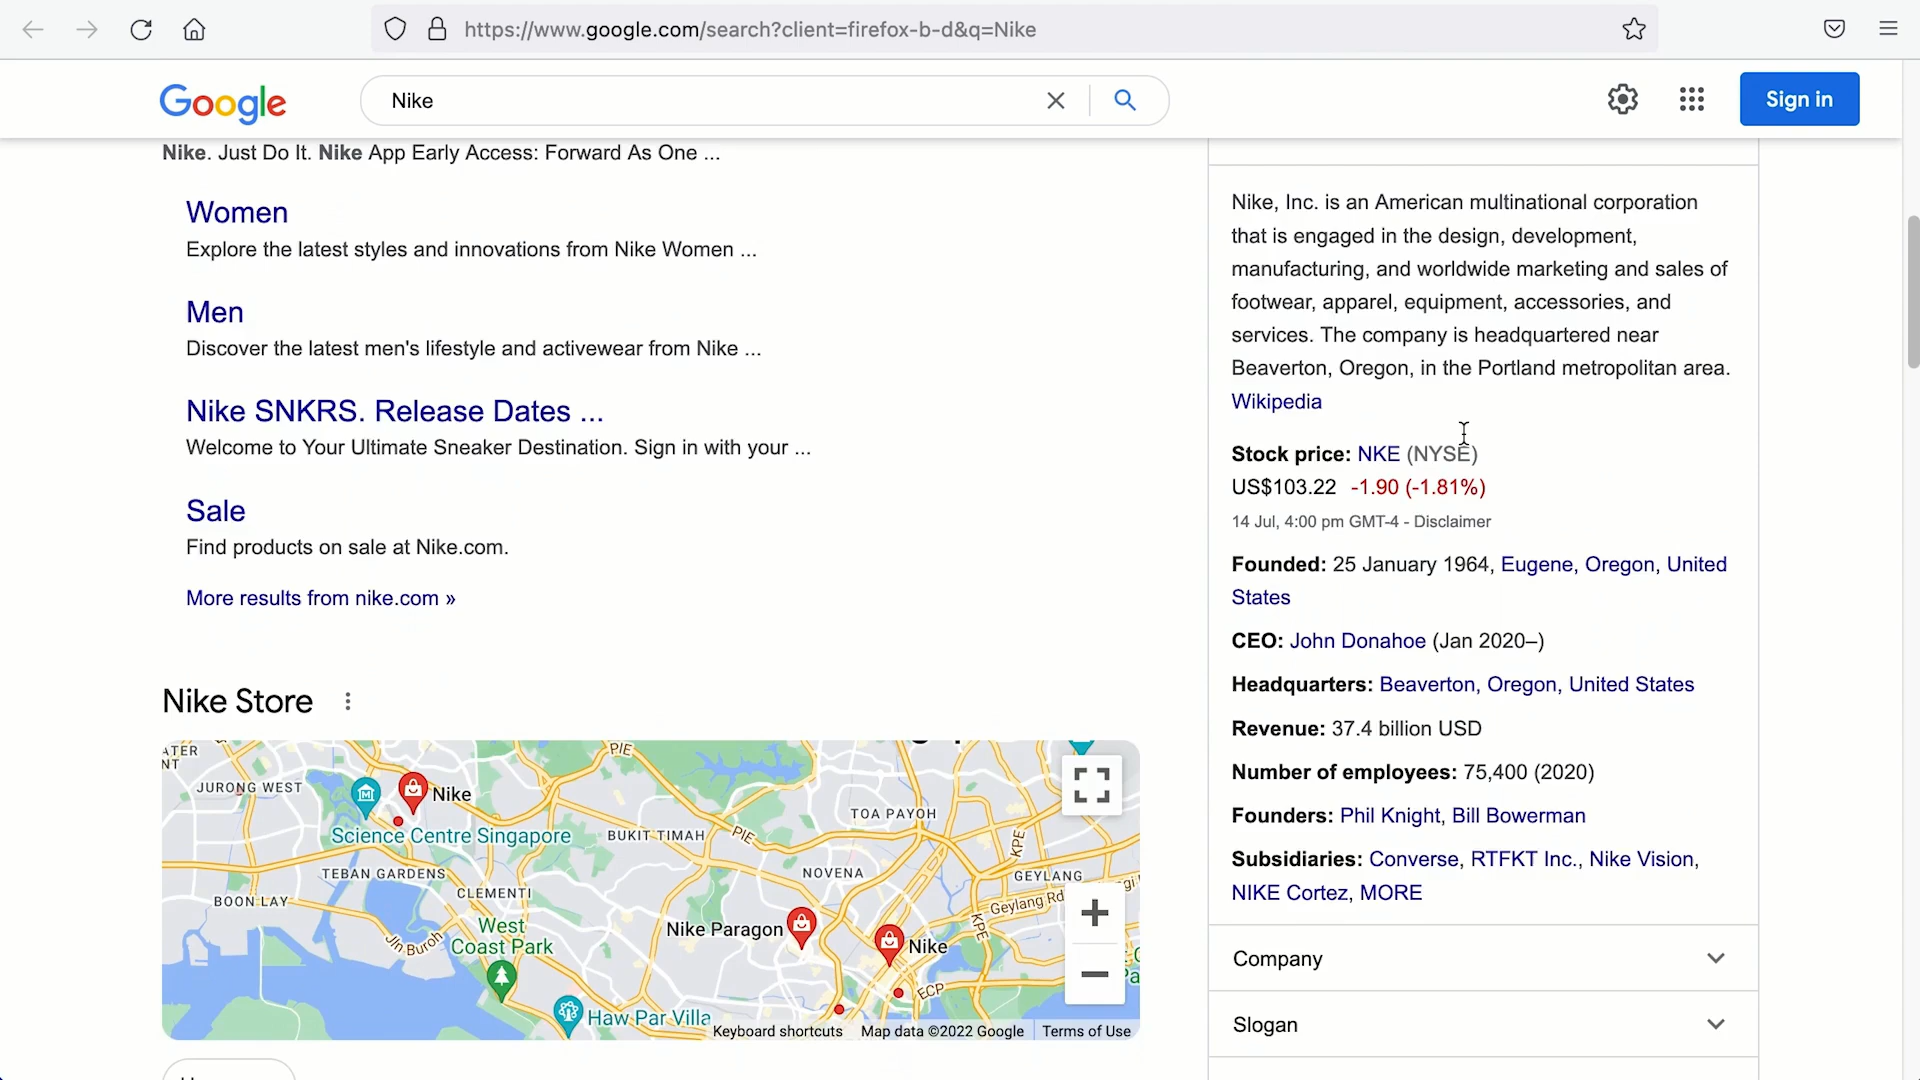 https://www.google.com/search?client=firefox-b-d&q=Nike
Google
Nike
Sign in
Nike. Just Do It. Nike App Early Access: Forward As One ...
Women
Explore the latest styles and innovations from Nike Women ...
Men
Discover the latest men's lifestyle and activewear from Nike ...
Nike SNKRS. Release Dates ...
Welcome to Your Ultimate Sneaker Destination. Sign in with your ...
Sale
Find products on sale at Nike.com.
More results from nike.com »
Nike Store
PIE
JURONG WEST
Nike
Science Centre Singapore
BUKIT TIMAH
PIE
TOA PAYOH
KPE
TEBAN GARDENS
NOVENA
GEYLANG
BOON LAY
CLEMENTI
Geylang Rd
West
Coast Park
Jln Buroh
Nike Paragon
Nike
KPE
ECP
Haw Par Villa
Keyboard shortcuts
Map data ©2022 Google
Terms of Use
Nike, Inc. is an American multinational corporation
that is engaged in the design, development,
manufacturing, and worldwide marketing and sales of
footwear, apparel, equipment, accessories, and
services. The company is headquartered near
Beaverton, Oregon, in the Portland metropolitan area.
Wikipedia
Stock price: NKE (NYSE)
US$103.22 -1.90 (-1.81%)
14 Jul, 4:00 pm GMT-4 - Disclaimer
Founded: 25 January 1964, Eugene, Oregon, United
States
CEO: John Donahoe (Jan 2020–)
Headquarters: Beaverton, Oregon, United States
Revenue: 37.4 billion USD
Number of employees: 75,400 (2020)
Founders: Phil Knight, Bill Bowerman
Subsidiaries: Converse, RTFKT Inc., Nike Vision,
NIKE Cortez, MORE
Company
Slogan